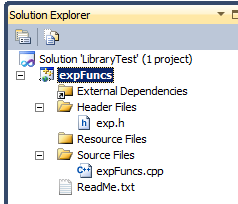 Solution Explorer
Solution 'LibraryTest' (1 project)
expFuncs
External Dependencies
Header Files
exp.h
Resource Files
Source Files
expFuncs.cpp
ReadMe.txt